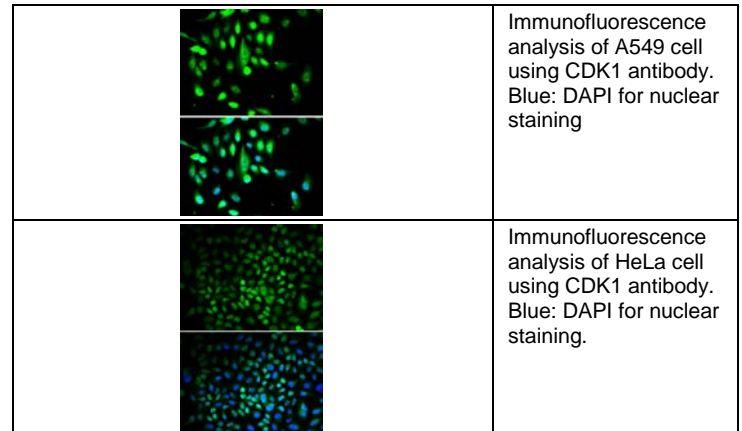 Immunofluorescence
analysis of A549 cell
using CDK1 antibody.
Blue: DAPI for nuclear
staining
Immunofluorescence
analysis of HeLa cell
using CDK1 antibody.
Blue: DAPI for nuclear
staining.